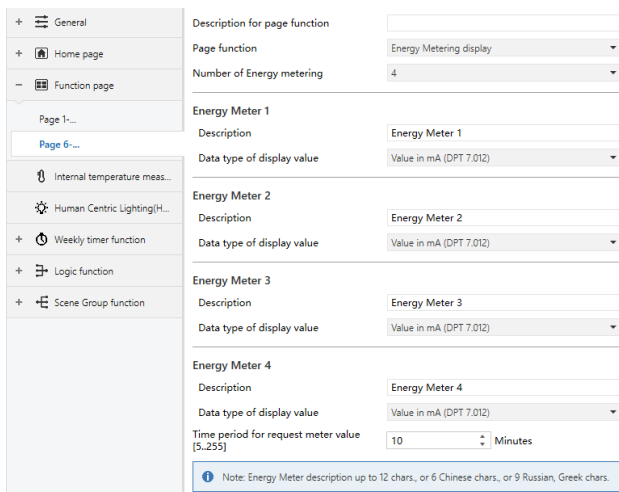 General
Home page
Function page
Page 1-...
Page 6-...
Internal temperature meas...
Human Centric Lighting(H...
Weekly timer function
Logic function
Scene Group function
Description for page function
Page function Energy Metering display
Number of Energy metering 4
Energy Meter 1
Description Energy Meter 1
Data type of display value Value in mA (DPT 7.012)
Energy Meter 2
Description Energy Meter 2
Data type of display value Value in mA (DPT 7.012)
Energy Meter 3
Description Energy Meter 3
Data type of display value Value in mA (DPT 7.012)
Energy Meter 4
Description Energy Meter 4
Data type of display value Value in mA (DPT 7.012)
Time period for request meter value
[5..255] 10 Minutes
Note: Energy Meter description up to 12 chars., or 6 Chinese chars., or 9 Russian, Greek chars.